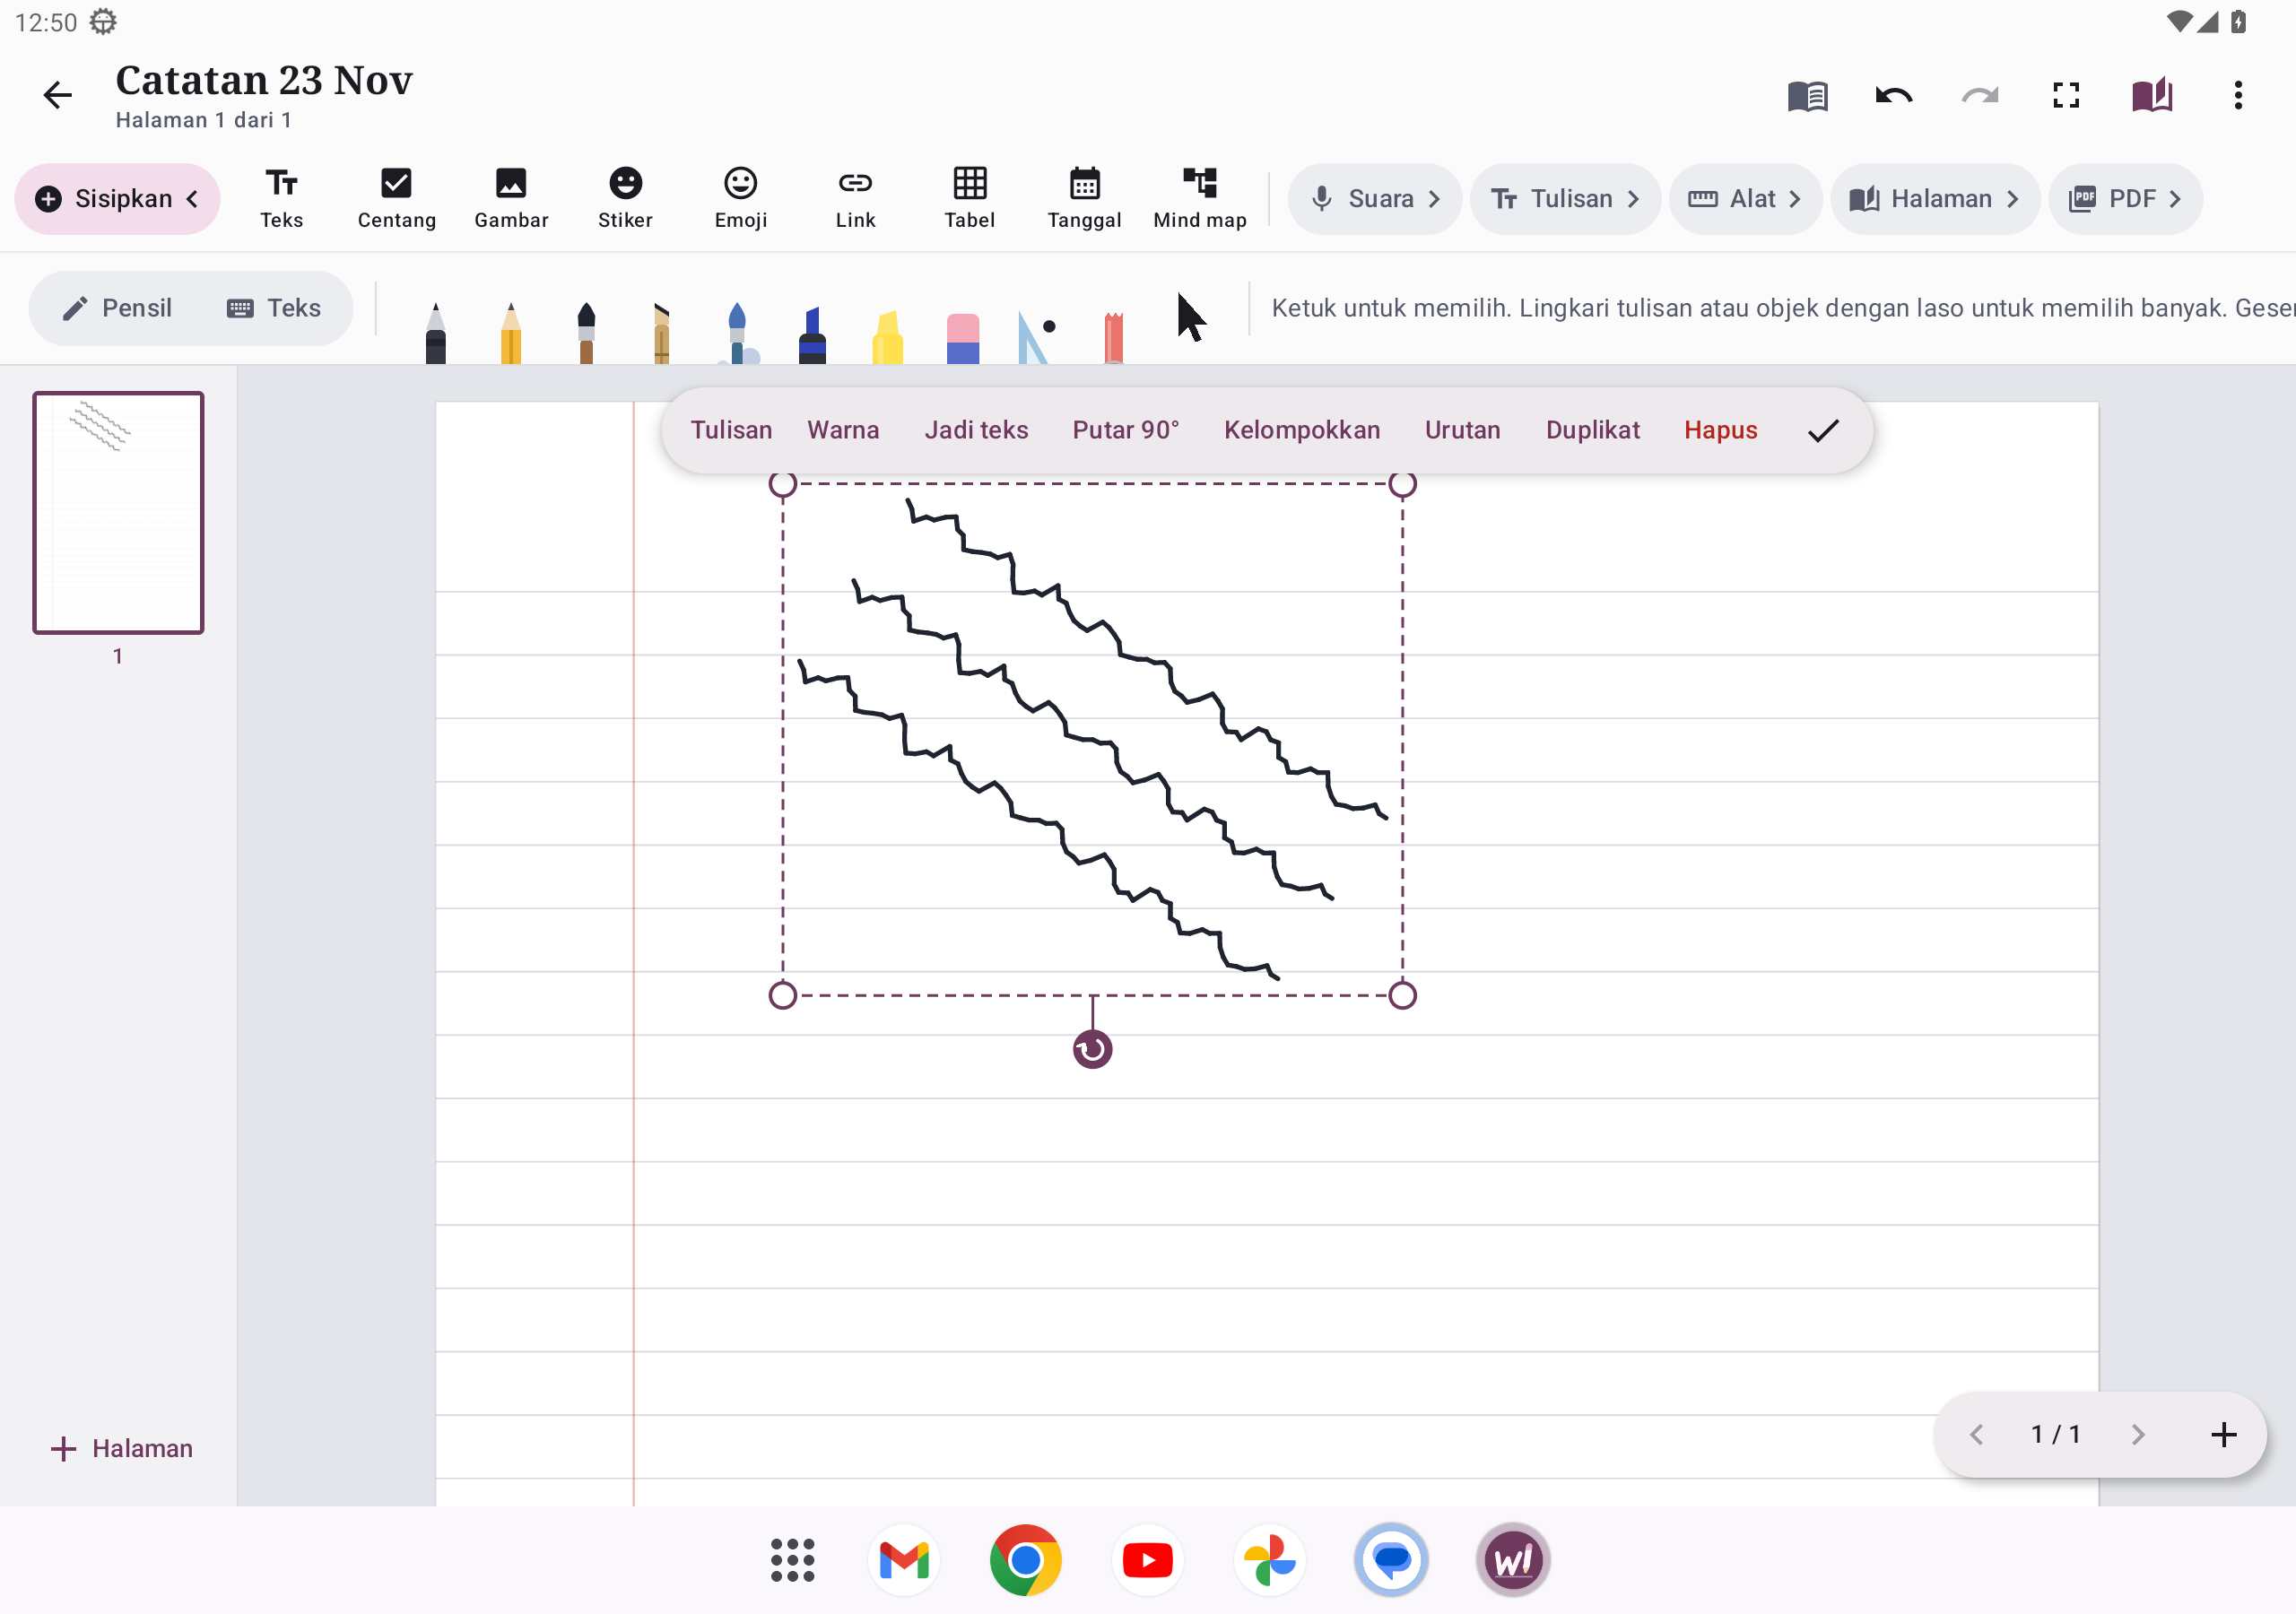 12:50
Catatan 23 Nov
Halaman 1 dari 1
Sisipkan
Teks
Centang
Gambar
Stiker
Emoji
Link
Tabel
Tanggal
Mind map
Suara
Tulisan
Alat
Halaman
PDF
Pensil
Teks
Ketuk untuk memilih. Lingkari tulisan atau objek dengan laso untuk memilih banyak.
Tulisan Warna Jadi teks Putar 90° Kelompokkan Urutan Duplikat Hapus
1
Halaman
1 / 1